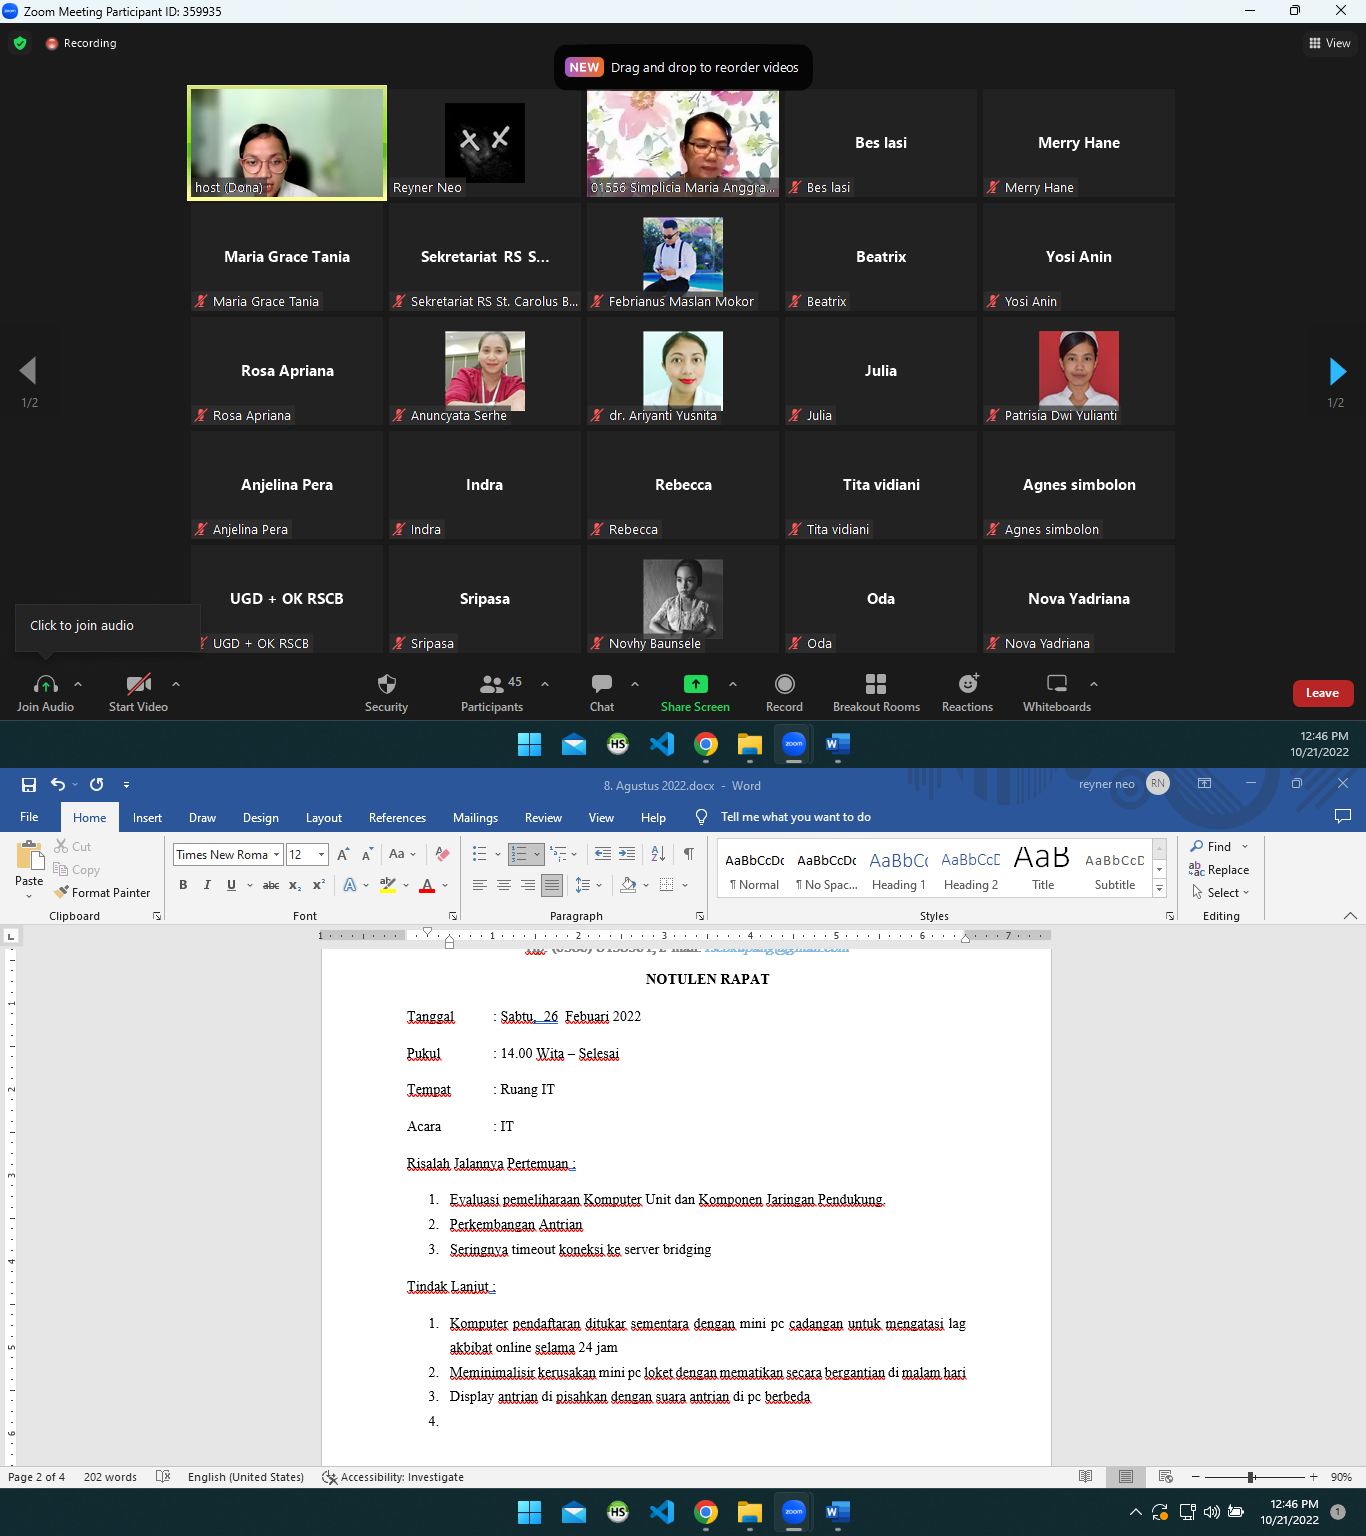 Zoom Meeting Participant ID: 359935
Recording
View
NEW Drag and drop to reorder videos
host (Dona)
Reyner Neo
01556 Simplicia Maria Anggra...
Bes lasi
Bes lasi
Merry Hane
Merry Hane
Maria Grace Tania
Maria Grace Tania
Sekretariat RS S...
Sekretariat RS St. Carolus B...
Febrianus Maslan Mokor
Beatrix
Beatrix
Yosi Anin
Yosi Anin
Rosa Apriana
Rosa Apriana
Anuncyata Serhe
dr. Ariyanti Yusnita
Julia
Julia
Patrisia Dwi Yulianti
1/2
1/2
Anjelina Pera
Anjelina Pera
Indra
Indra
Rebecca
Rebecca
Tita vidiani
Tita vidiani
Agnes simbolon
Agnes simbolon
UGD + OK RSCB
UGD + OK RSCB
Sripasa
Sripasa
Novhy Baunsele
Oda
Oda
Nova Yadriana
Nova Yadriana
Click to join audio
Join Audio
Start Video
Security
Participants
45
Chat
Share Screen
Record
Breakout Rooms
Reactions
Whiteboards
Leave
HS
zoom
12:46 PM
10/21/2022
8. Agustus 2022.docx - Word
reyner neo
RN
File Home Insert Draw Design Layout References Mailings Review View Help Tell me what you want to do
Paste
Cut
Copy
Format Painter
Clipboard
Times New Roma
12
Font
Paragraph
AaBbCcDc
¶ Normal
AaBbCcDc
¶ No Spac...
AaBbCc
Heading 1
AaBbCcD
Heading 2
AaB
Title
AaBbCcD
Subtitle
Styles
Find
Replace
Select
Editing
NOTULEN RAPAT
Tanggal : Sabtu, 26 Febuari 2022
Pukul : 14.00 Wita – Selesai
Tempat : Ruang IT
Acara : IT
Risalah Jalannya Pertemuan :
1. Evaluasi pemeliharaan Komputer Unit dan Komponen Jaringan Pendukung.
2. Perkembangan Antrian
3. Seringnya timeout koneksi ke server bridging
Tindak Lanjut :
1. Komputer pendaftaran ditukar sementara dengan mini pc cadangan untuk mengatasi lag
akbibat online selama 24 jam
2. Meminimalisir kerusakan mini pc loket dengan mematikan secara bergantian di malam hari
3. Display antrian di pisahkan dengan suara antrian di pc berbeda
4.
Page 2 of 4 202 words English (United States) Accessibility: Investigate 90%
HS
zoom
12:46 PM
10/21/2022
1